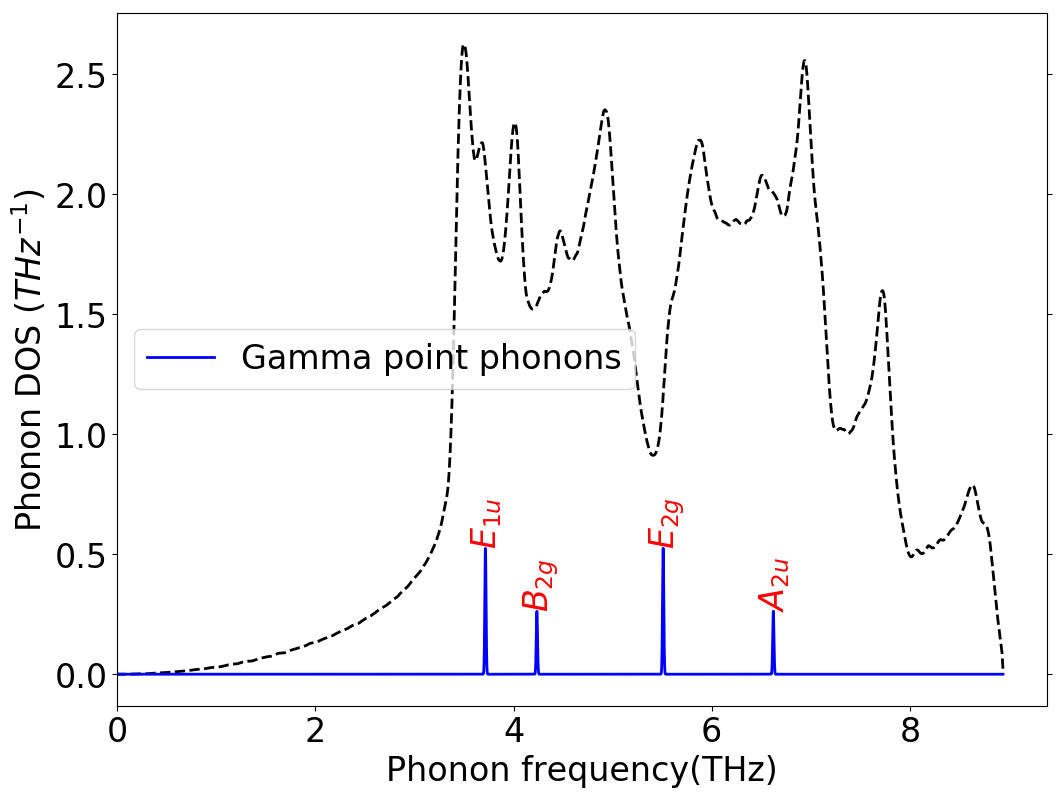 Phonon DOS (THz⁻¹)
2.5
2.0
1.5
1.0
0.5
0.0
Gamma point phonons
E₁ᵤ
B₂g
E₂g
A₂ᵤ
0 2 4 6 8
Phonon frequency(THz)